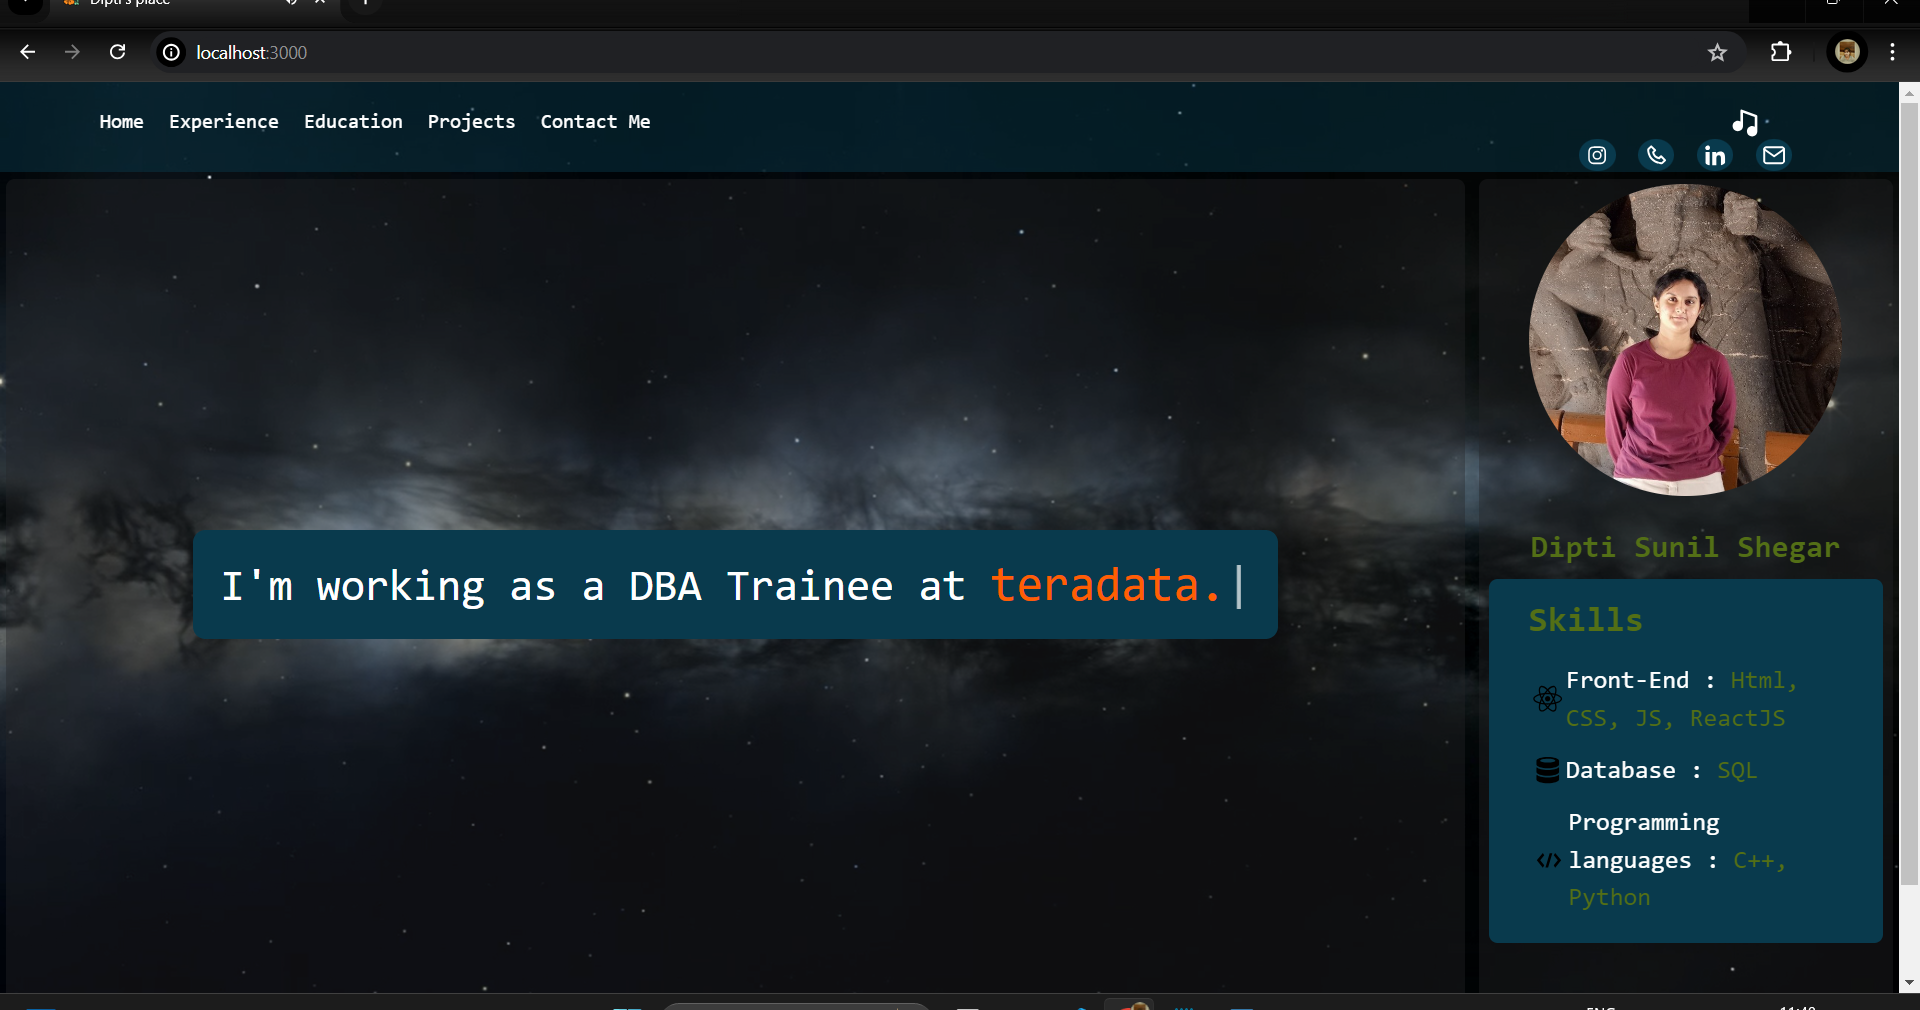 Dipti's place
localhost:3000
Home Experience Education Projects Contact Me
I'm working as a DBA Trainee at teradata.
Dipti Sunil Shegar
Skills
Front-End : Html,
CSS, JS, ReactJS
Database : SQL
Programming
languages : C++,
Python